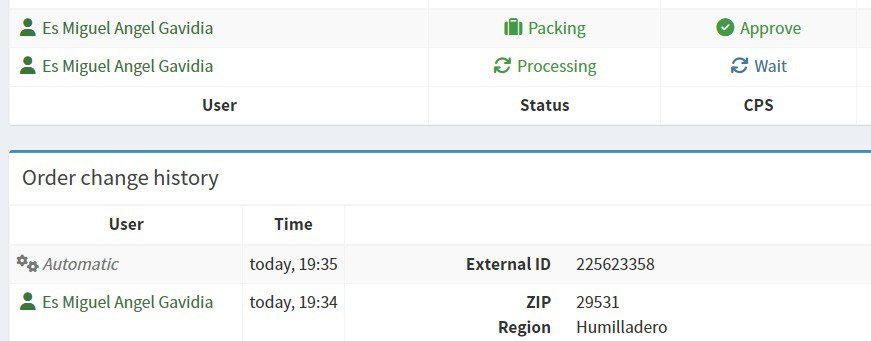 Es Miguel Angel Gavidia Packing Approve
Es Miguel Angel Gavidia Processing Wait
User Status CPS
Order change history
User Time
Automatic today, 19:35 External ID 225623358
Es Miguel Angel Gavidia today, 19:34 ZIP 29531
Region Humilladero